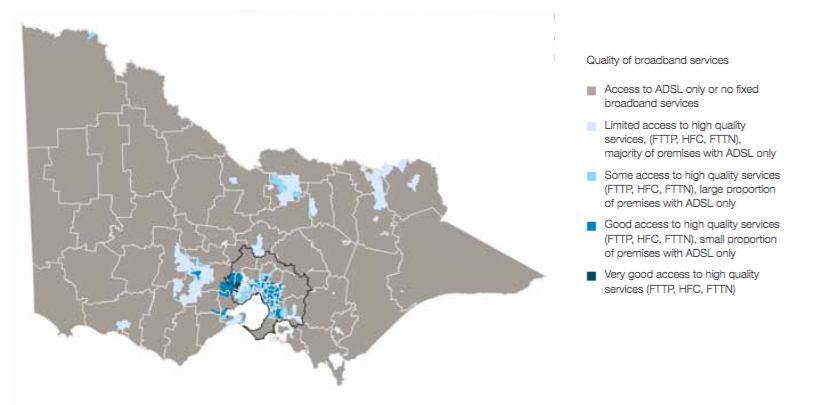 Quality of broadband services
Access to ADSL only or no fixed
broadband services
Limited access to high quality
services, (FTTP, HFC, FTTN),
majority of premises with ADSL only
Some access to high quality services
(FTTP, HFC, FTTN), large proportion
of premises with ADSL only
Good access to high quality services
(FTTP, HFC, FTTN), small proportion
of premises with ADSL only
Very good access to high quality
services (FTTP, HFC, FTTN)